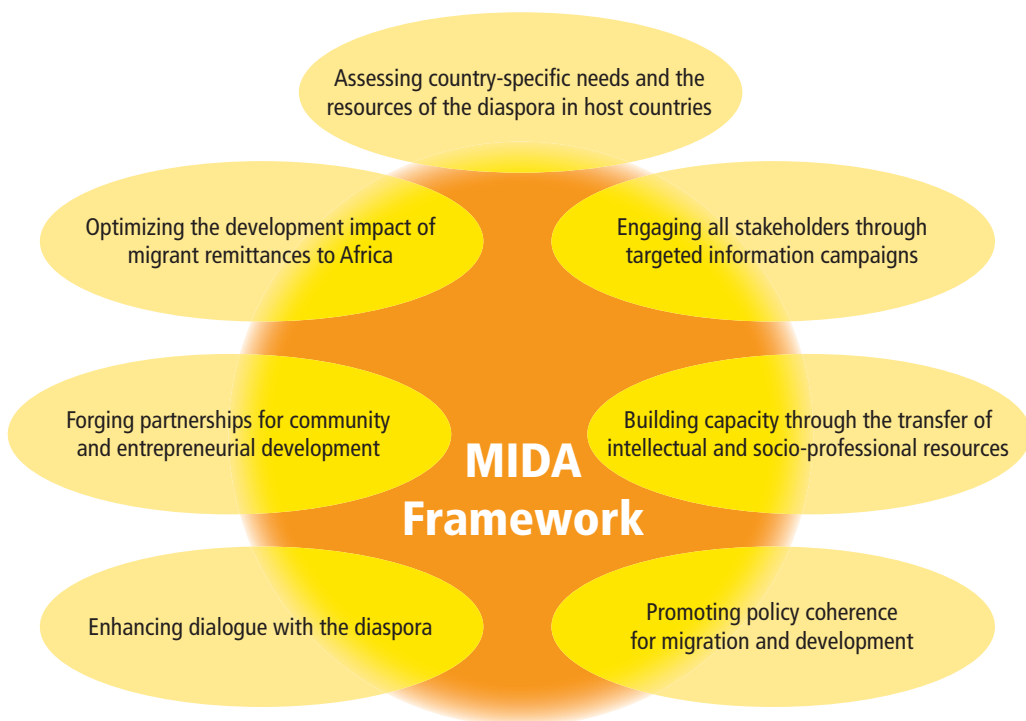 Assessing country-specific needs and the
resources of the diaspora in host countries
Optimizing the development impact of
migrant remittances to Africa
Engaging all stakeholders through
targeted information campaigns
Forging partnerships for community
and entrepreneurial development
Building capacity through the transfer of
intellectual and socio-professional resources
MIDA
Framework
Enhancing dialogue with the diaspora
Promoting policy coherence
for migration and development